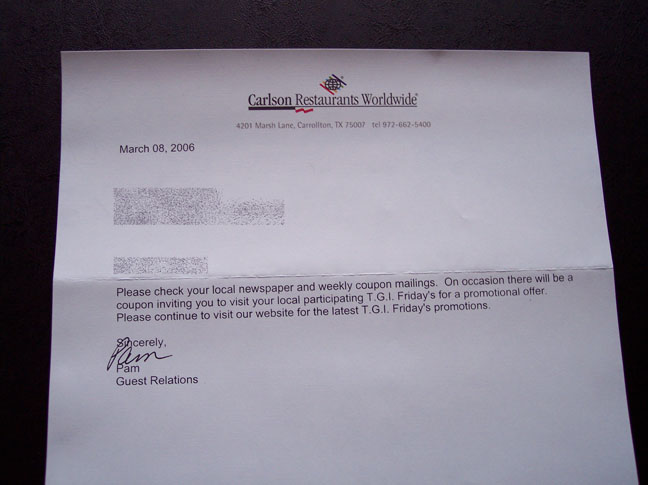 Carlson Restaurants Worldwide®
4201 Marsh Lane, Carrollton, TX 75007 tel 972-662-5400
March 08, 2006
Please check your local newspaper and weekly coupon mailings. On occasion there will be a
coupon inviting you to visit your local participating T.G.I. Friday's for a promotional offer.
Please continue to visit our website for the latest T.G.I. Friday's promotions.
Sincerely,
Pam
Pam
Guest Relations